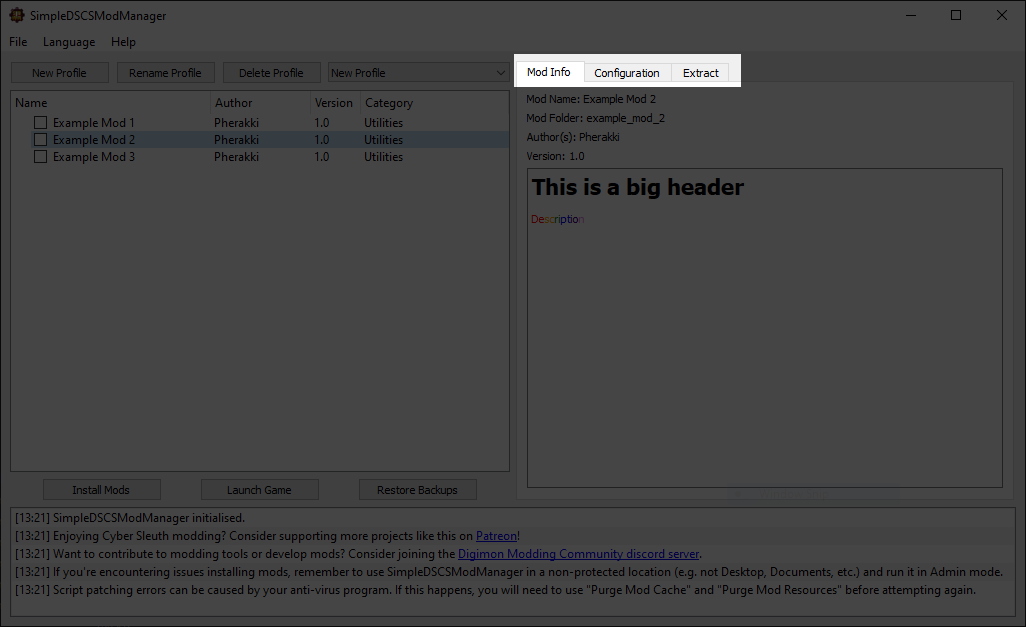 SimpleDSCSModManager
File Language Help
New Profile Rename Profile Delete Profile New Profile Mod Info Configuration Extract
Name Author Version Category
Example Mod 1 Pherakki 1.0 Utilities
Example Mod 2 Pherakki 1.0 Utilities
Example Mod 3 Pherakki 1.0 Utilities
Mod Name: Example Mod 2
Mod Folder: example_mod_2
Author(s): Pherakki
Version: 1.0
This is a big header
Description
Install Mods Launch Game Restore Backups
[13:21] SimpleDSCSModManager initialised.
[13:21] Enjoying Cyber Sleuth modding? Consider supporting more projects like this on Patreon!
[13:21] Want to contribute to modding tools or develop mods? Consider joining the Digimon Modding Community discord server.
[13:21] If you're encountering issues installing mods, remember to use SimpleDSCSModManager in a non-protected location (e.g. not Desktop, Documents, etc.) and run it in Admin mode.
[13:21] Script patching errors can be caused by your anti-virus program. If this happens, you will need to use "Purge Mod Cache" and "Purge Mod Resources" before attempting again.